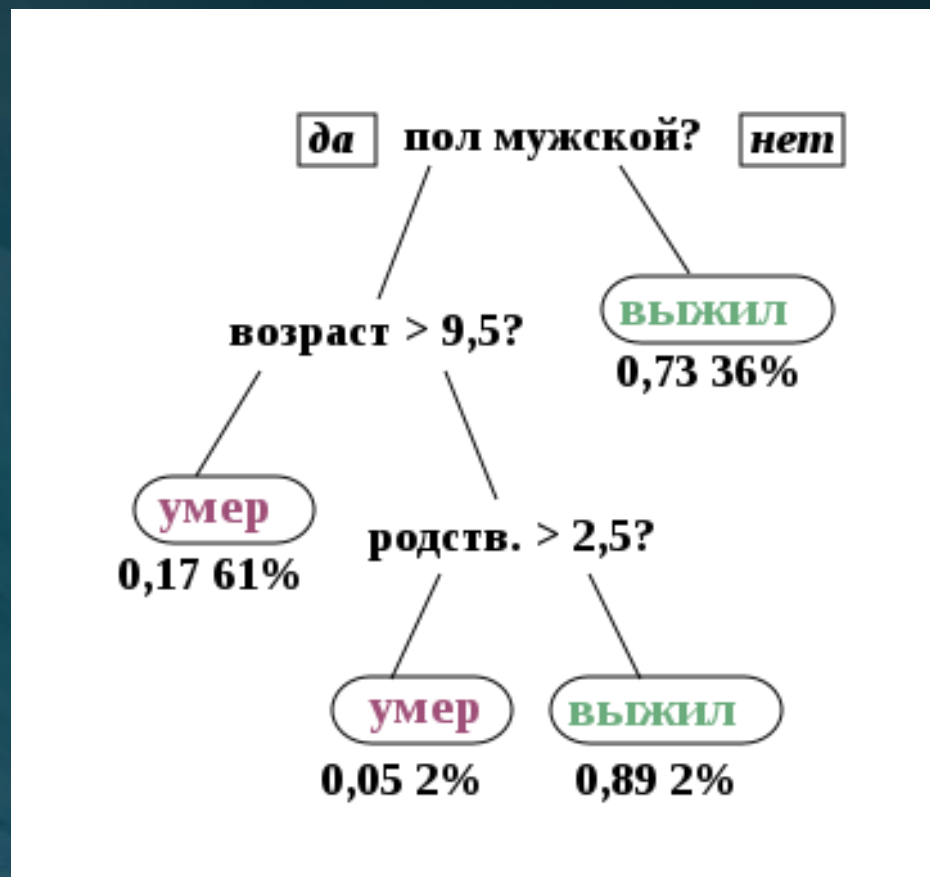 да пол мужской? нет
возраст > 9,5?
выжил
0,73 36%
умер
0,17 61%
родств. > 2,5?
умер выжил
0,05 2% 0,89 2%